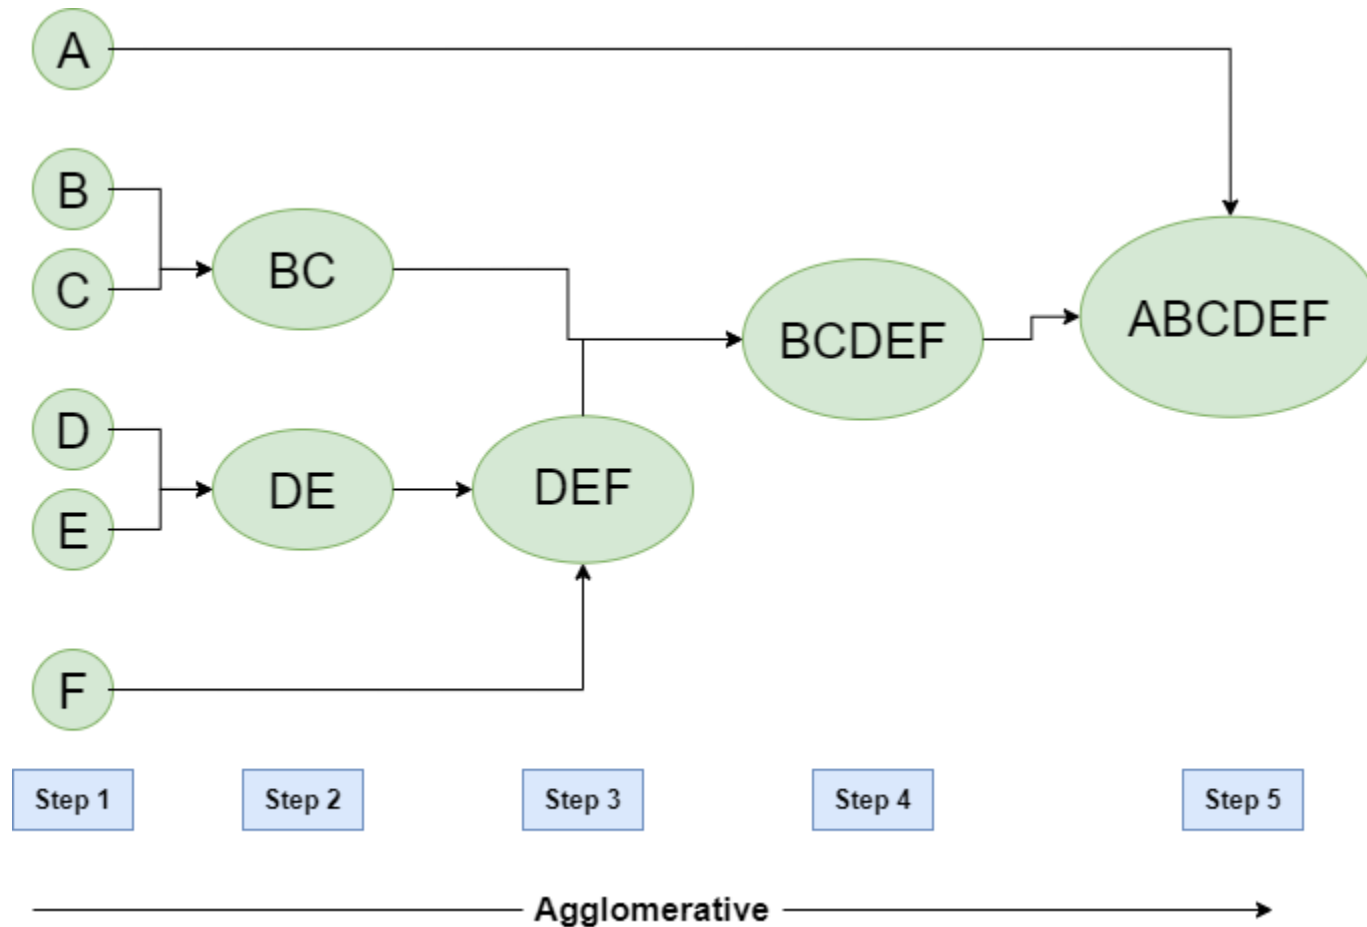 A
B
C
BC
BCDEF
ABCDEF
D
E
DE
DEF
F
Step 1
Step 2
Step 3
Step 4
Step 5
Agglomerative